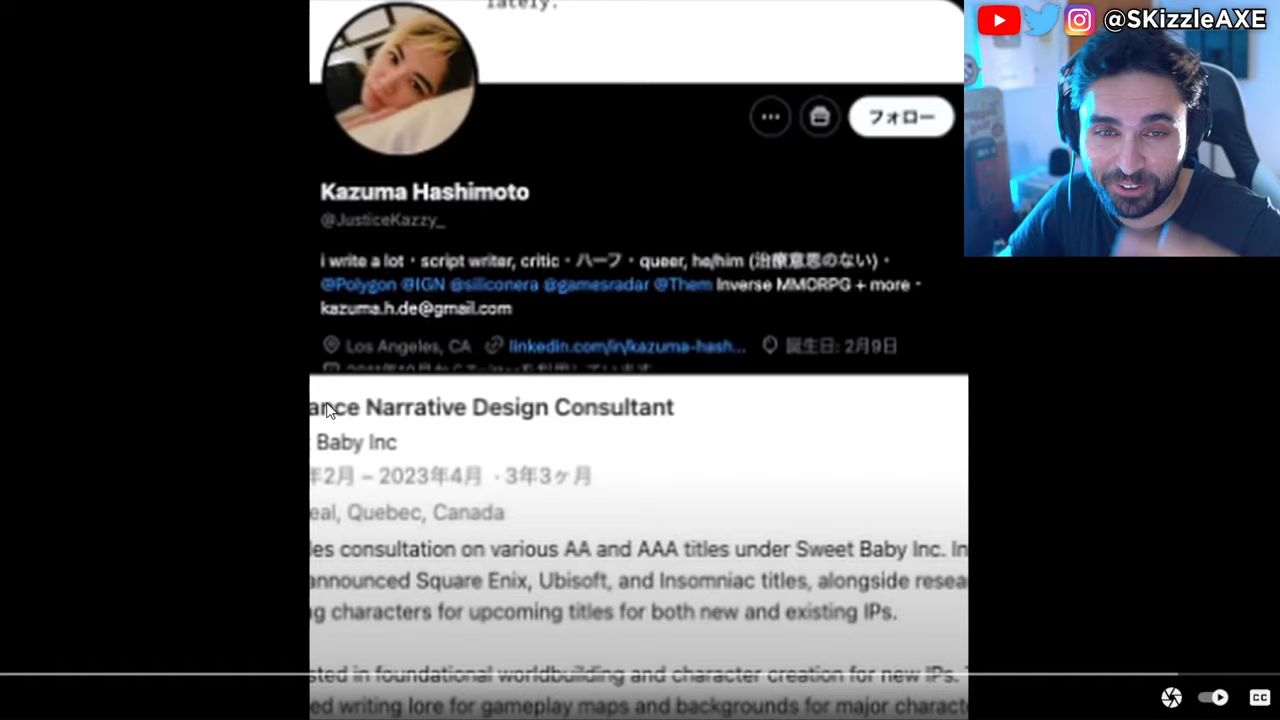 lately.
@SKizzleAXE
フォロー
Kazuma Hashimoto
@JusticeKazzy_
i write a lot・script writer, critic・ハーフ・queer, he/him (治療意思のない)・
@Polygon @IGN @siliconera @gamesradar @Them Inverse MMORPG + more・
kazuma.h.de@gmail.com
Los Angeles, CA linkedin.com/in/kazuma-hash... 誕生日: 2月9日
ance Narrative Design Consultant
Baby Inc
年2月 – 2023年4月 · 3年3ヶ月
eal, Quebec, Canada
les consultation on various AA and AAA titles under Sweet Baby Inc. In
announced Square Enix, Ubisoft, and Insomniac titles, alongside resea
g characters for upcoming titles for both new and existing IPs.
sted in foundational worldbuilding and character creation for new IPs.
ed writing lore for gameplay maps and backgrounds for major charact
CC